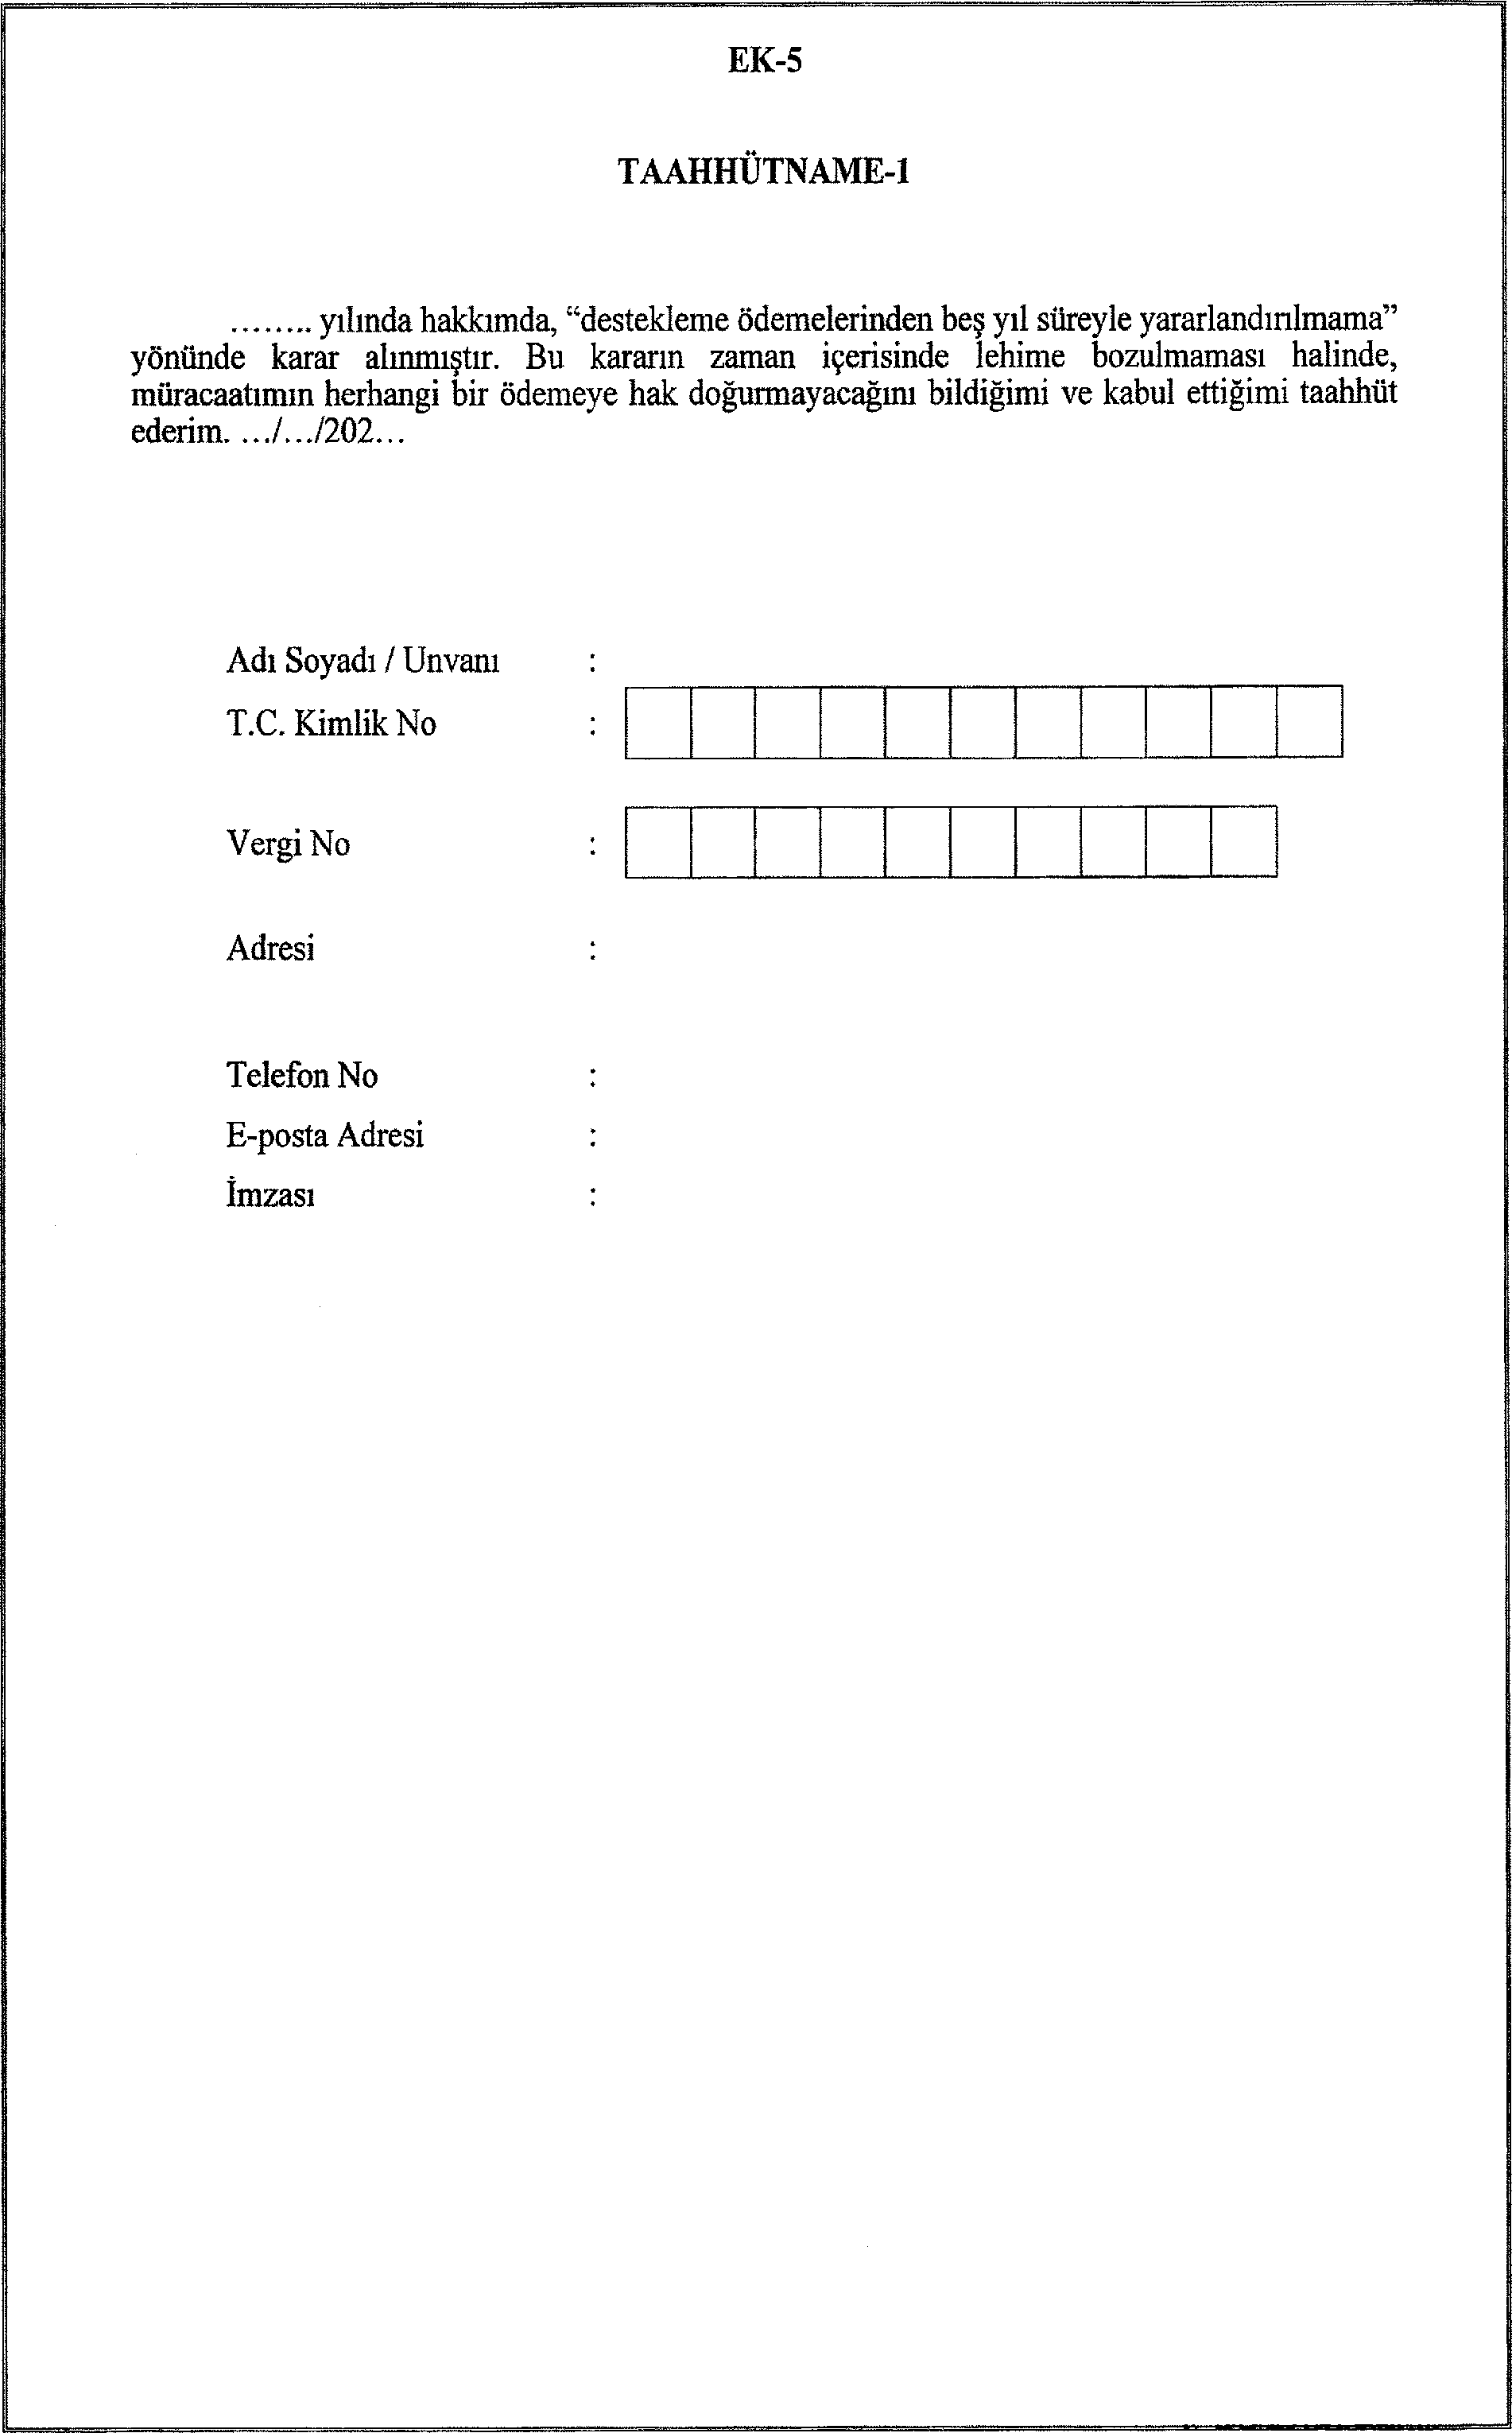 EK-5
TAAHHÜTNAME-1
........ yılında hakkımda, “destekleme ödemelerinden beş yıl süreyle yararlandırılmama”
yönünde karar alınmıştır. Bu kararın zaman içerisinde lehime bozulmaması halinde,
müracaatımın herhangi bir ödemeye hak doğurmayacağını bildiğimi ve kabul ettiğimi taahhüt
ederim. …/…/202…
Adı Soyadı / Unvanı :
T.C. Kimlik No :
Vergi No :
Adresi :
Telefon No :
E-posta Adresi :
İmzası :